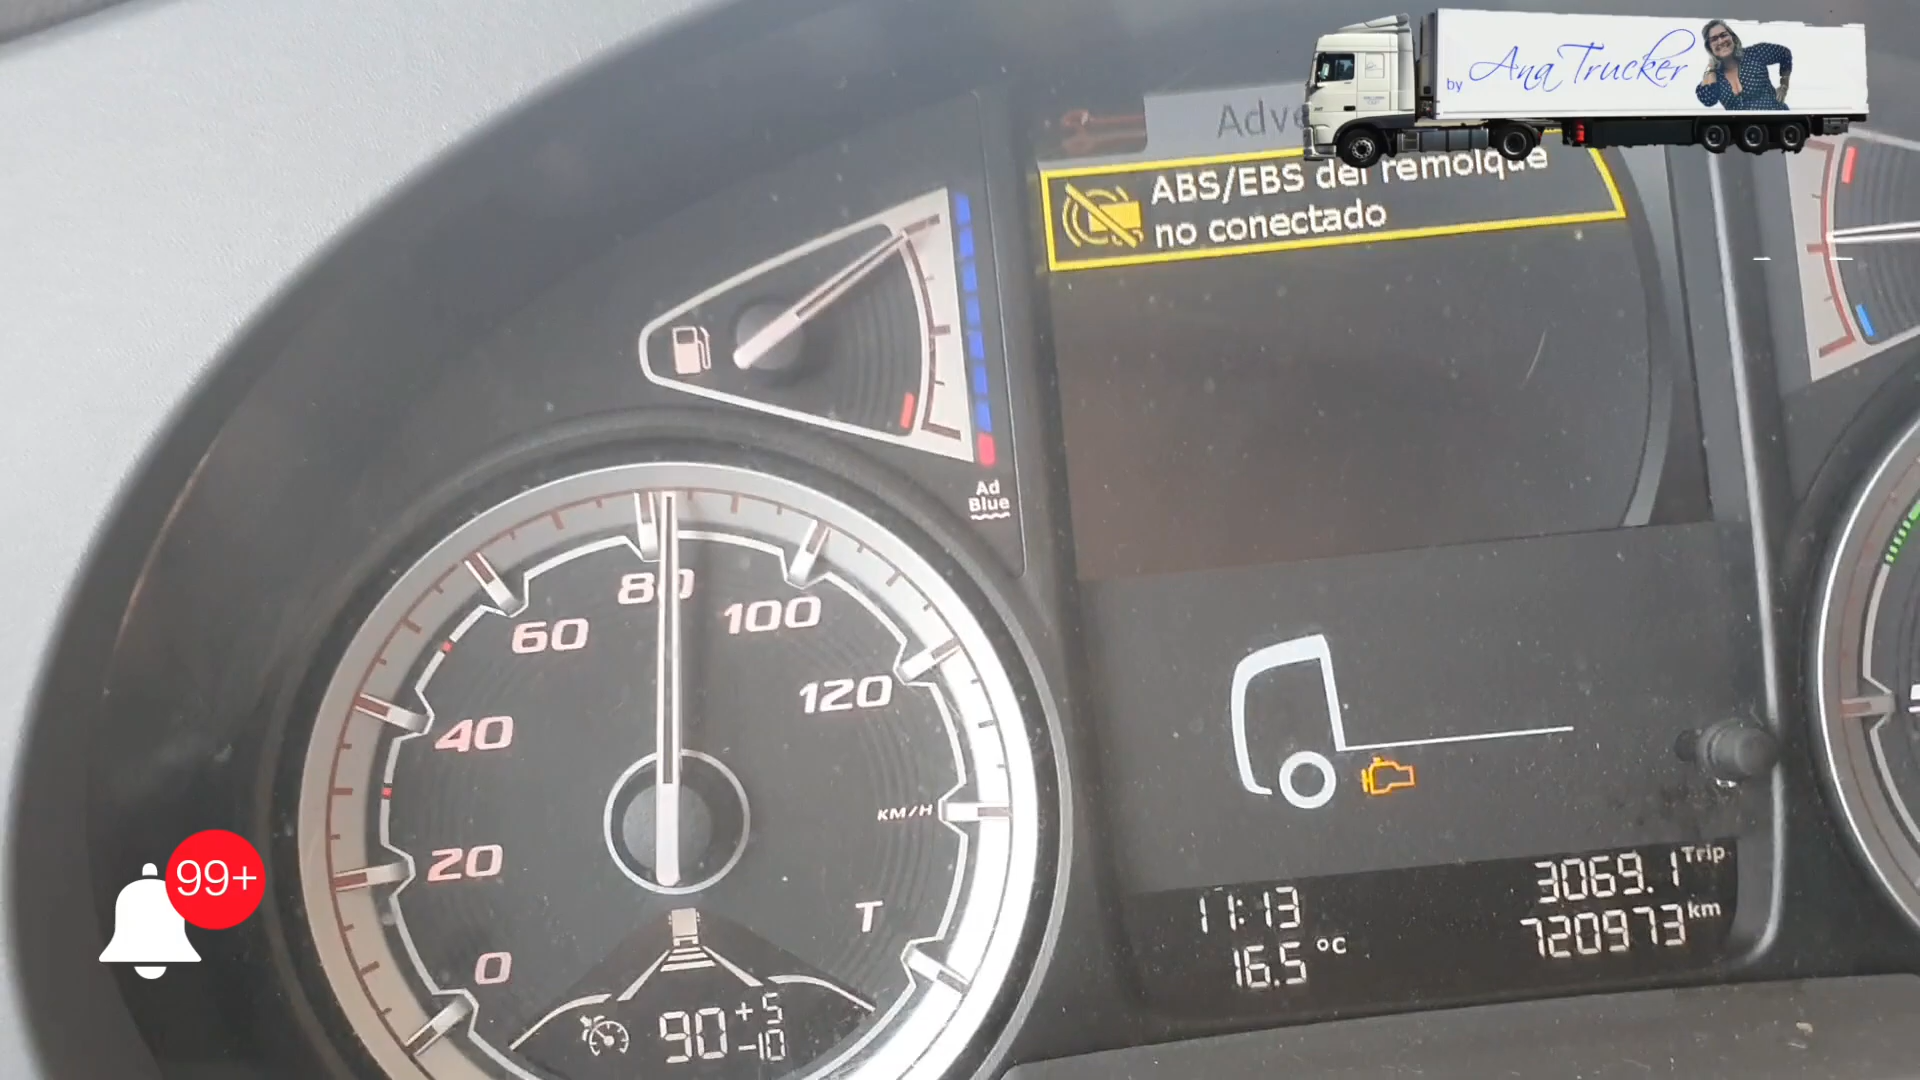 by Ana Trucker
Adve
ABS/EBS del remolque
no conectado
Ad
Blue
80
100
60
120
40
KM/H
20
T
0
90 +5
-10
3069.1 Trip
11:13
720973 km
16.5 °C
99+